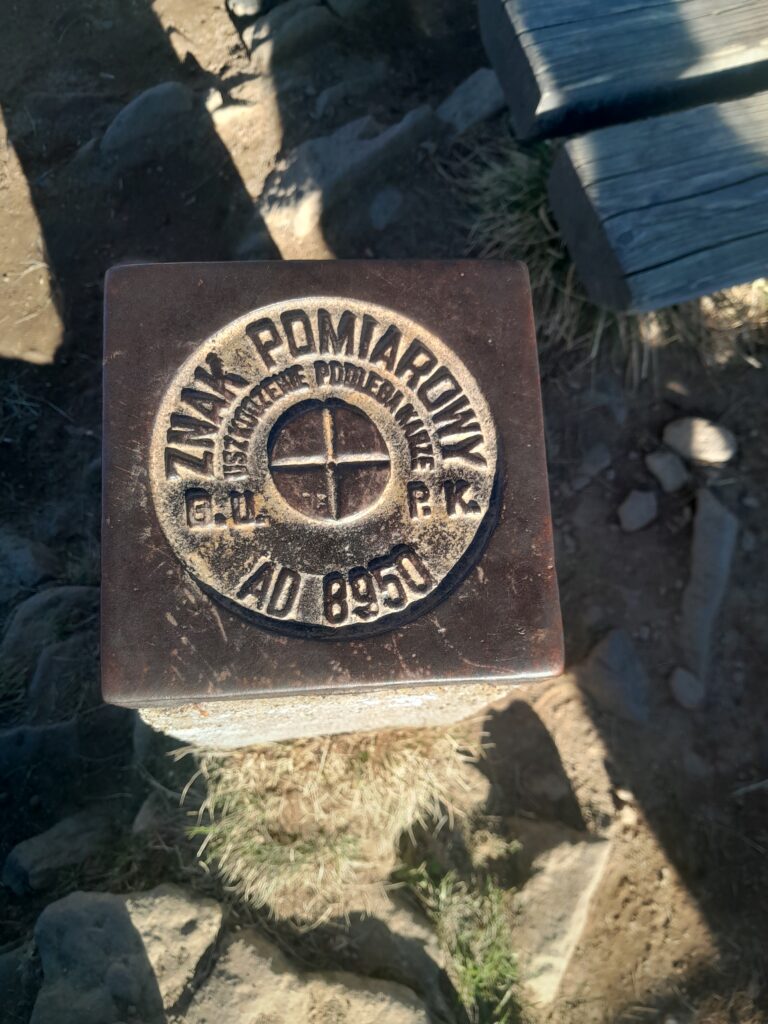 ZNAK POMIAROWY
USZKODZENIE PODLEGA KARZE
G.U. P.K.
AD 8950